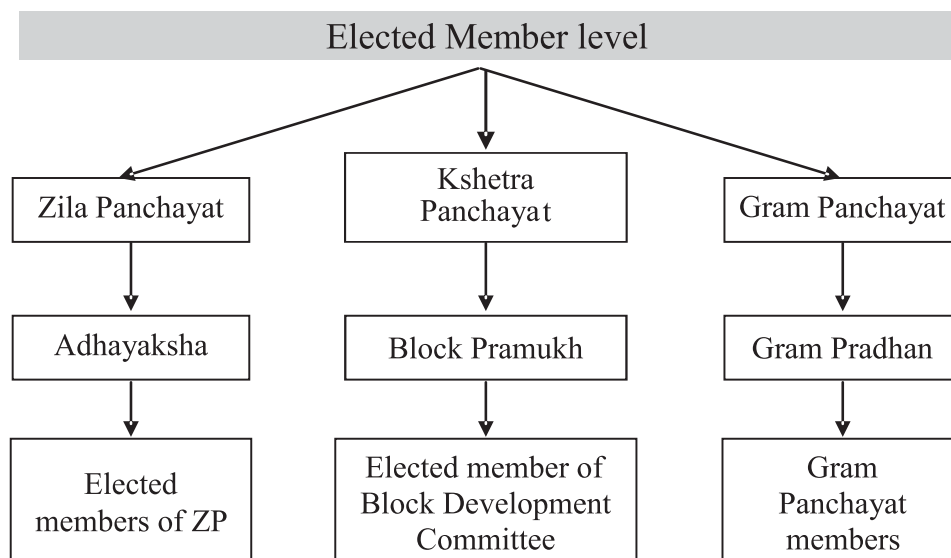 Elected Member level
Zila Panchayat
Kshetra
Panchayat
Gram Panchayat
Adhayaksha
Block Pramukh
Gram Pradhan
Elected
members of ZP
Elected member of
Block Development
Committee
Gram
Panchayat
members